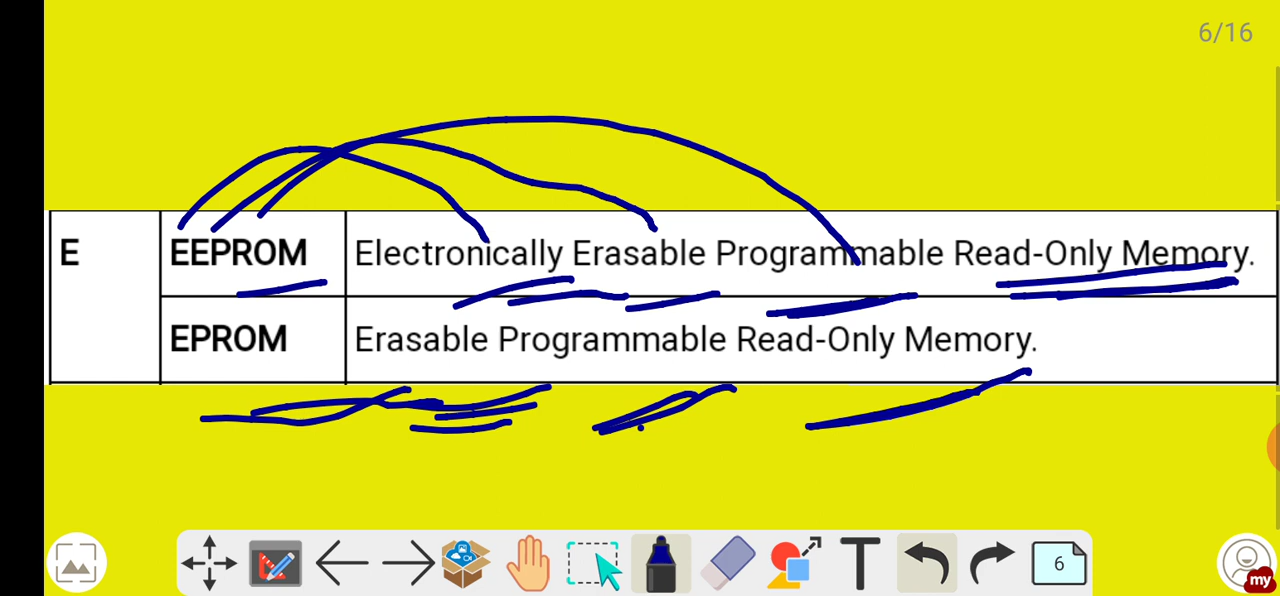 6/16
E EEPROM Electronically Erasable Programmable Read-Only Memory.
EPROM Erasable Programmable Read-Only Memory.
T 6
my